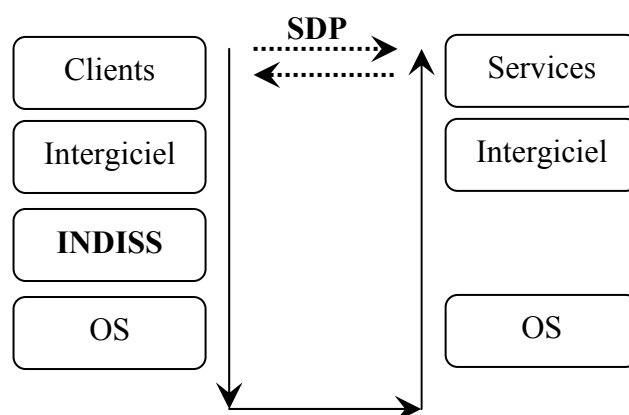 SDP
Clients
Services
Intergiciel
Intergiciel
INDISS
OS
OS